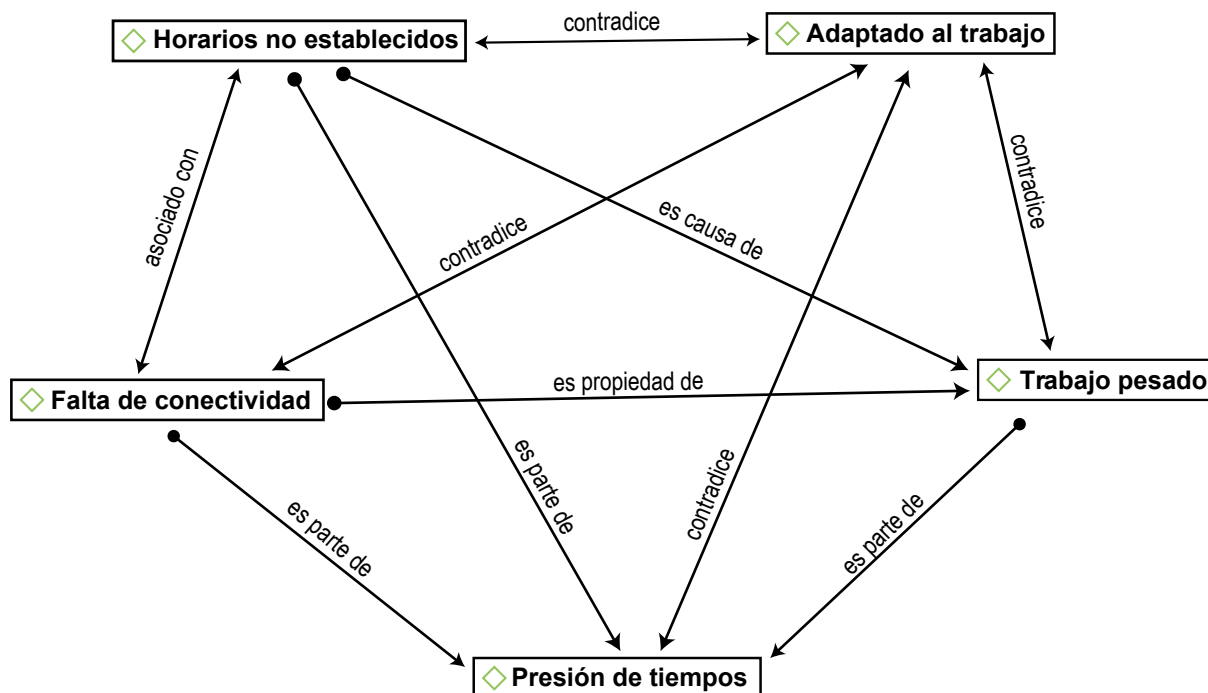 Horarios no establecidos
contradice
Adaptado al trabajo
asociado con
contradice
es causa de
contradice
Falta de conectividad
es propiedad de
Trabajo pesado
es parte de
es parte de
contradice
es parte de
Presión de tiempos